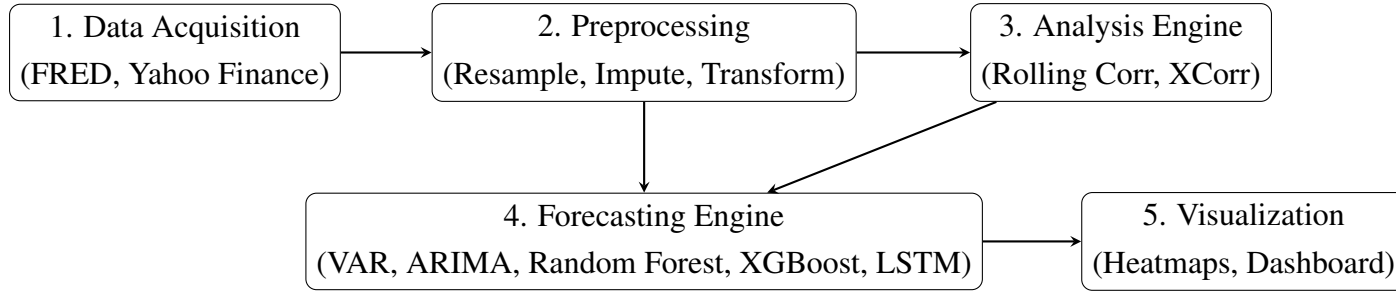 1. Data Acquisition
(FRED, Yahoo Finance)
2. Preprocessing
(Resample, Impute, Transform)
3. Analysis Engine
(Rolling Corr, XCorr)
4. Forecasting Engine
(VAR, ARIMA, Random Forest, XGBoost, LSTM)
5. Visualization
(Heatmaps, Dashboard)